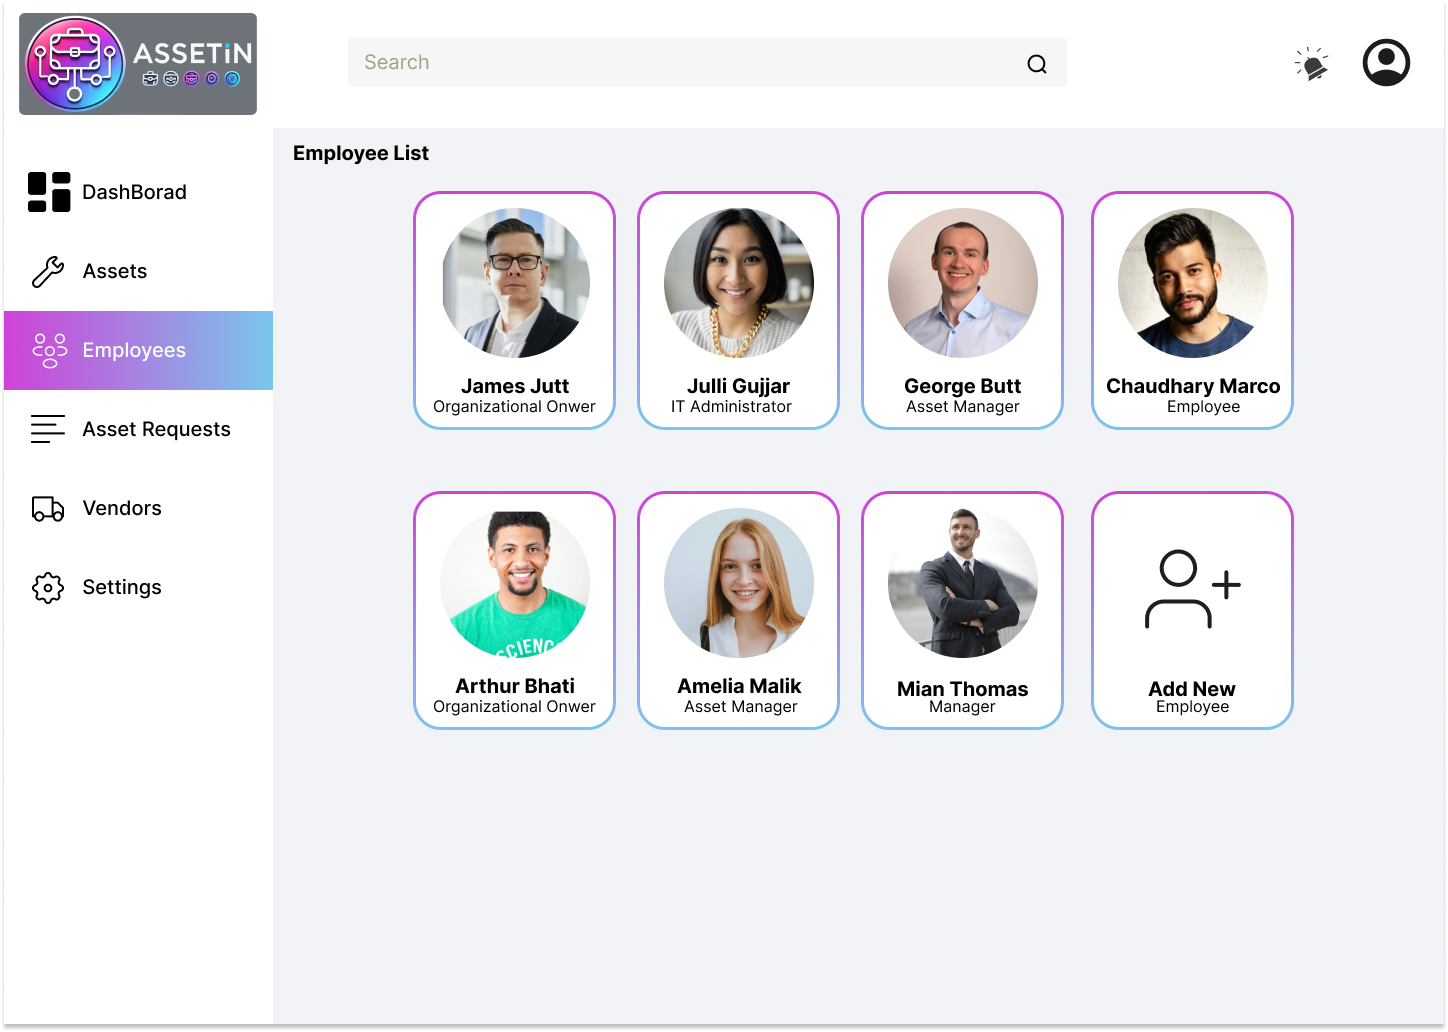 ASSETiN
Search
Employee List
DashBorad
Assets
Employees
Asset Requests
Vendors
Settings
James Jutt
Organizational Onwer
Julli Gujjar
IT Administrator
George Butt
Asset Manager
Chaudhary Marco
Employee
SCIENC
Arthur Bhati
Organizational Onwer
Amelia Malik
Asset Manager
Mian Thomas
Manager
Add New
Employee